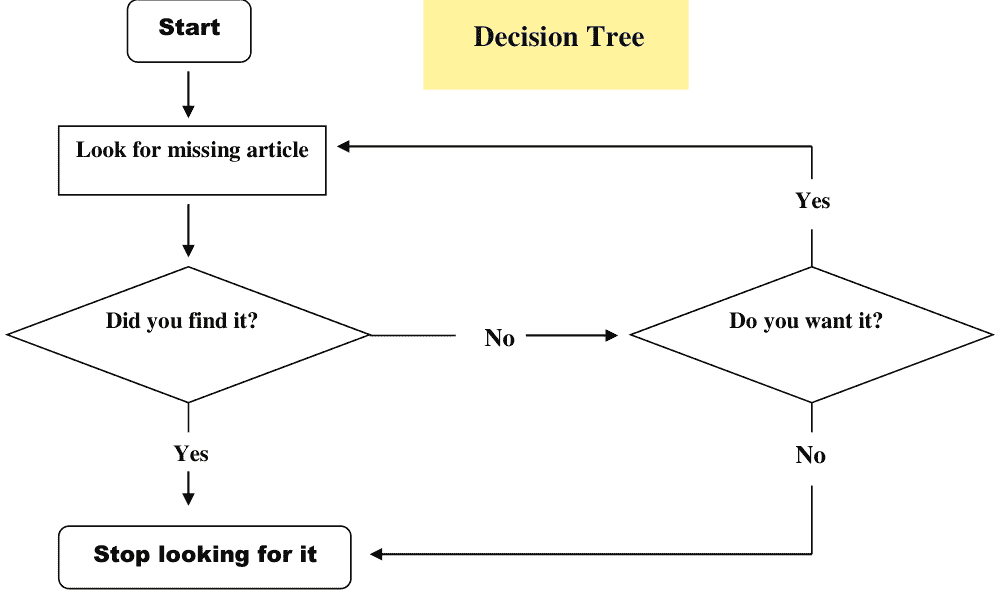 Start
Decision Tree
Look for missing article
Yes
Did you find it?
No
Do you want it?
Yes
No
Stop looking for it